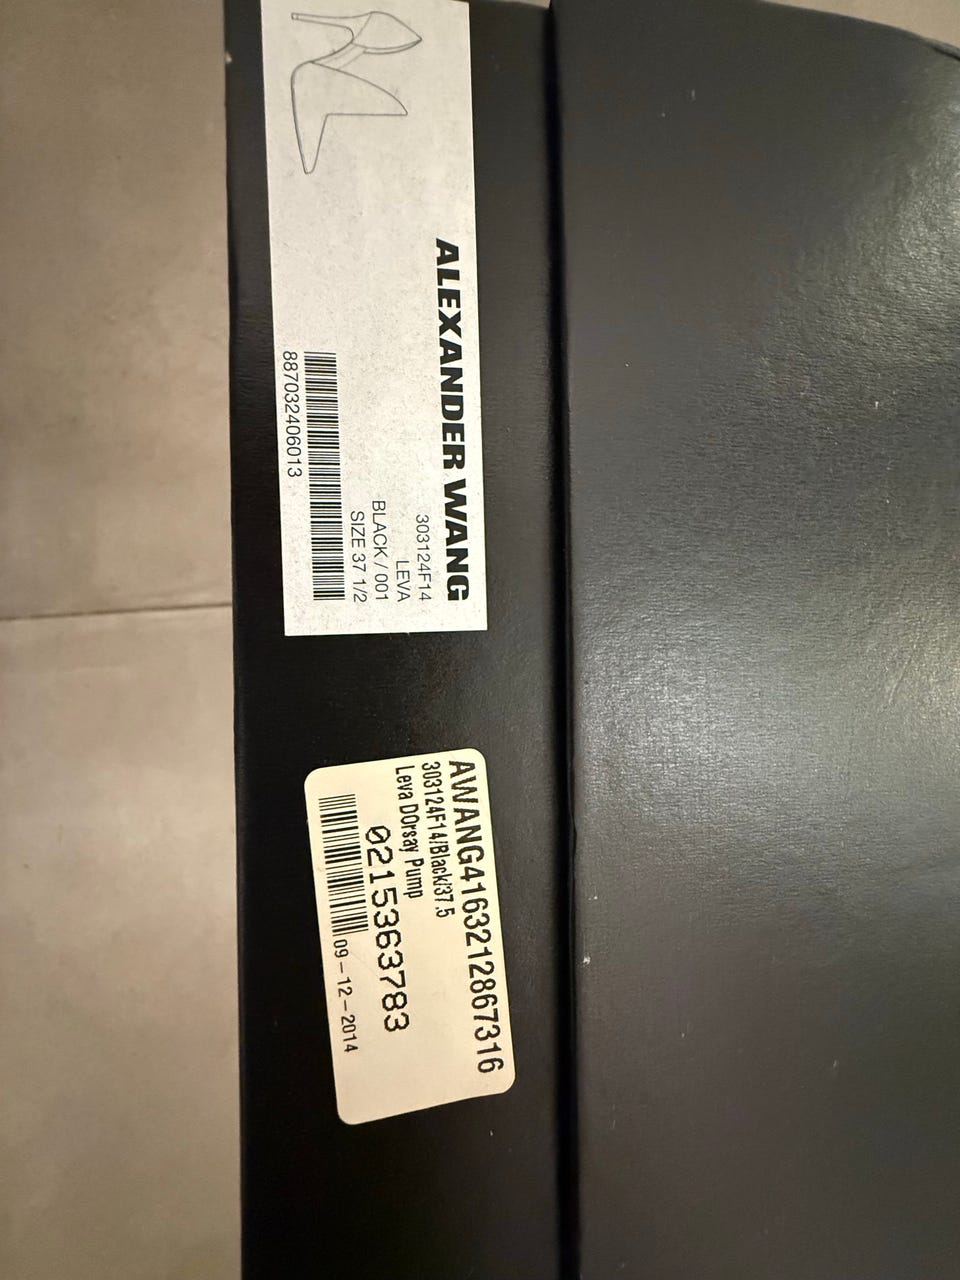 ALEXANDER WANG
303124F14
LEVA
BLACK / 001
SIZE 37 1/2
887032406013
AWANG4163212867316
303124F14/Black/37.5
Leva DOrsay Pump
0215363783
09-12-2014